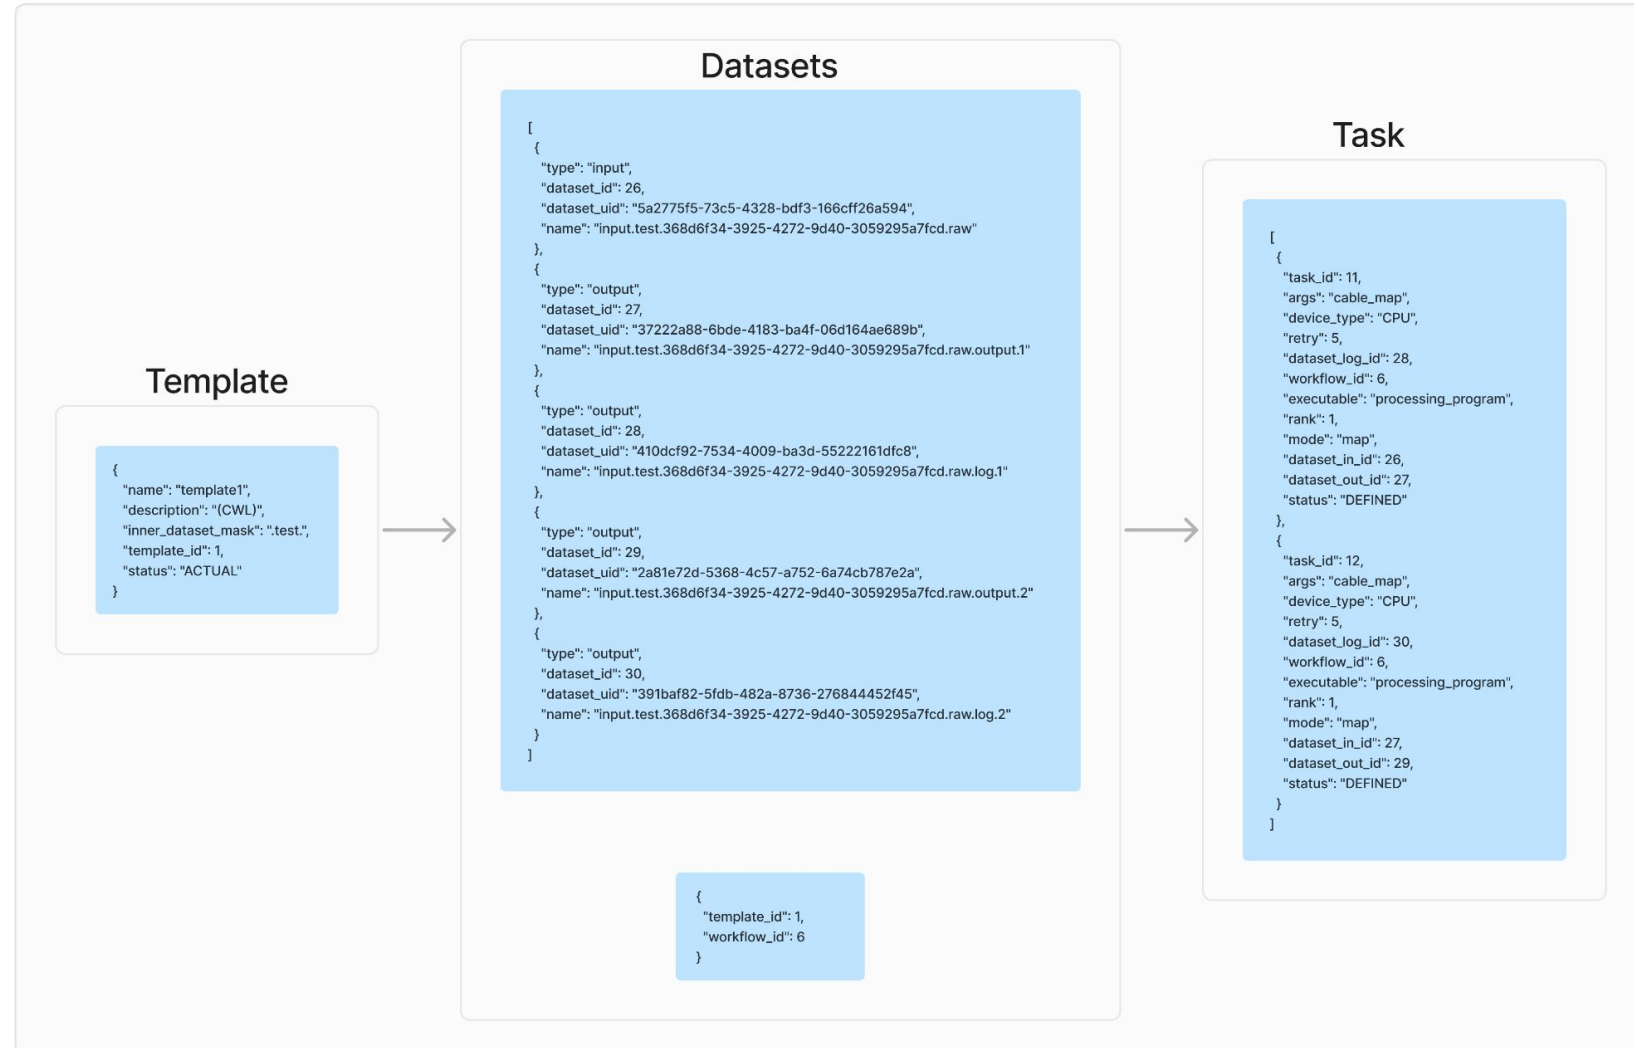 Template
{
"name": "template1",
"description": "(CWL)",
"inner_dataset_mask": ".test.",
"template_id": 1,
"status": "ACTUAL"
}
Datasets
[
{
"type": "input",
"dataset_id": 26,
"dataset_uid": "5a2775f5-73c5-4328-bdf3-166cff26a594",
"name": "input.test.368d6f34-3925-4272-9d40-3059295a7fcd.raw"
},
{
"type": "output",
"dataset_id": 27,
"dataset_uid": "37222a88-6bde-4183-ba4f-06d164ae689b",
"name": "input.test.368d6f34-3925-4272-9d40-3059295a7fcd.raw.output.1"
},
{
"type": "output",
"dataset_id": 28,
"dataset_uid": "410dcf92-7534-4009-ba3d-55222161dfc8",
"name": "input.test.368d6f34-3925-4272-9d40-3059295a7fcd.raw.log.1"
},
{
"type": "output",
"dataset_id": 29,
"dataset_uid": "2a81e72d-5368-4c57-a752-6a74cb787e2a",
"name": "input.test.368d6f34-3925-4272-9d40-3059295a7fcd.raw.output.2"
},
{
"type": "output",
"dataset_id": 30,
"dataset_uid": "391baf82-5fdb-482a-8736-276844452f45",
"name": "input.test.368d6f34-3925-4272-9d40-3059295a7fcd.raw.log.2"
}
]
{
"template_id": 1,
"workflow_id": 6
}
Task
[
{
"task_id": 11,
"args": "cable_map",
"device_type": "CPU",
"retry": 5,
"dataset_log_id": 28,
"workflow_id": 6,
"executable": "processing_program",
"rank": 1,
"mode": "map",
"dataset_in_id": 26,
"dataset_out_id": 27,
"status": "DEFINED"
},
{
"task_id": 12,
"args": "cable_map",
"device_type": "CPU",
"retry": 5,
"dataset_log_id": 30,
"workflow_id": 6,
"executable": "processing_program",
"rank": 1,
"mode": "map",
"dataset_in_id": 27,
"dataset_out_id": 29,
"status": "DEFINED"
}
]